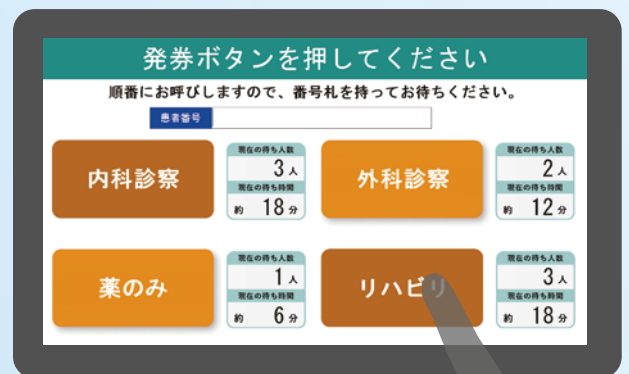 発券ボタンを押してください
順番にお呼びしますので、番号札を持ってお待ちください。
患者番号
内科診察
現在の待ち人数
3人
現在の待ち時間
約 18分
外科診察
現在の待ち人数
2人
現在の待ち時間
約 12分
薬のみ
現在の待ち人数
1人
現在の待ち時間
約 6分
リハビリ
現在の待ち人数
3人
現在の待ち時間
約 18分